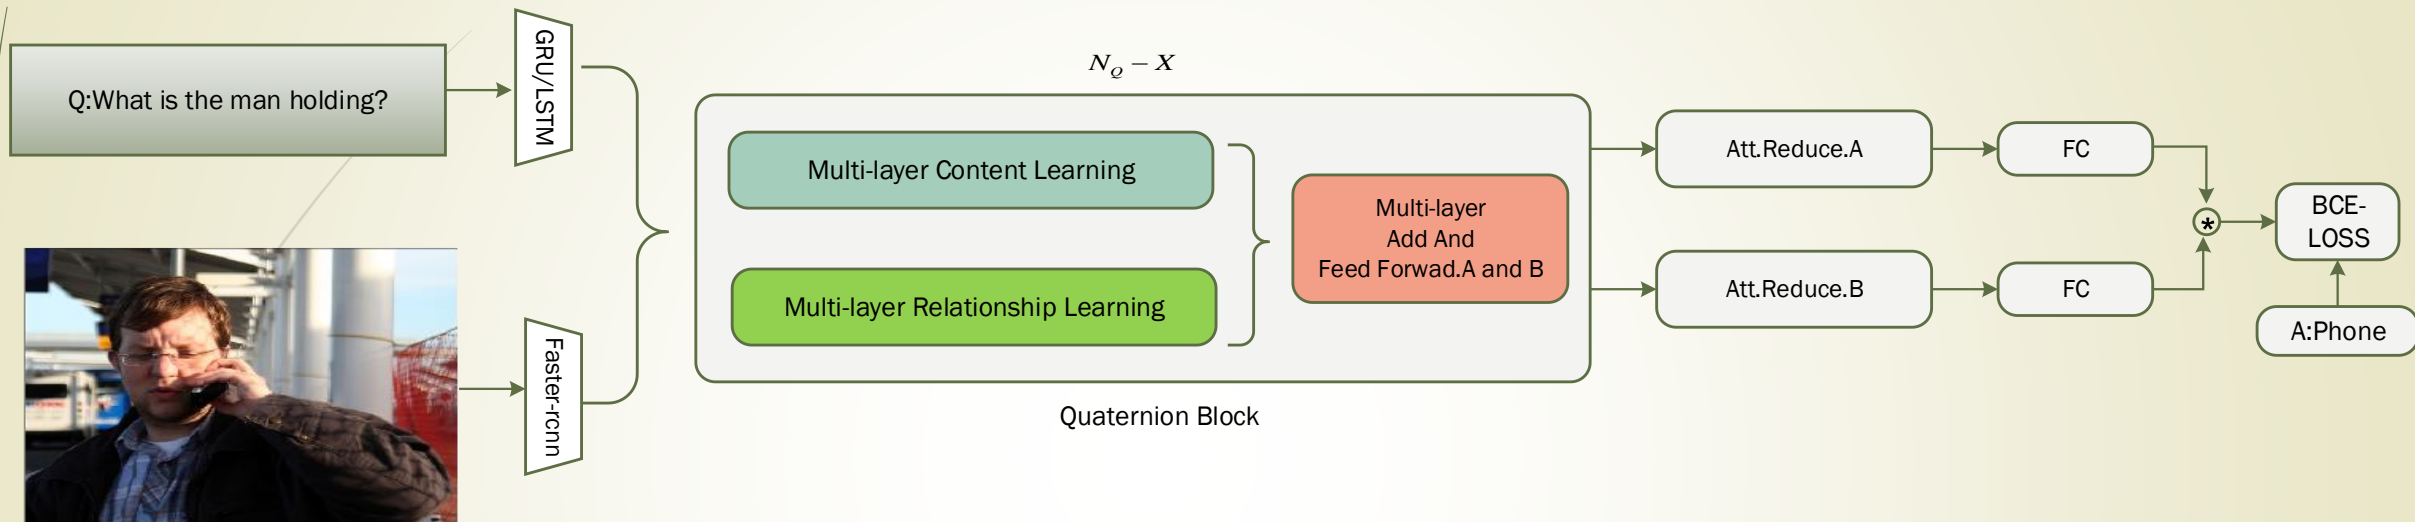 Q:What is the man holding?
GRU/LSTM
Faster-rcnn
N_Q – X
Multi-layer Content Learning
Multi-layer Relationship Learning
Multi-layer
Add And
Feed Forwad.A and B
Quaternion Block
Att.Reduce.A
FC
Att.Reduce.B
FC
*
BCE-
LOSS
A:Phone